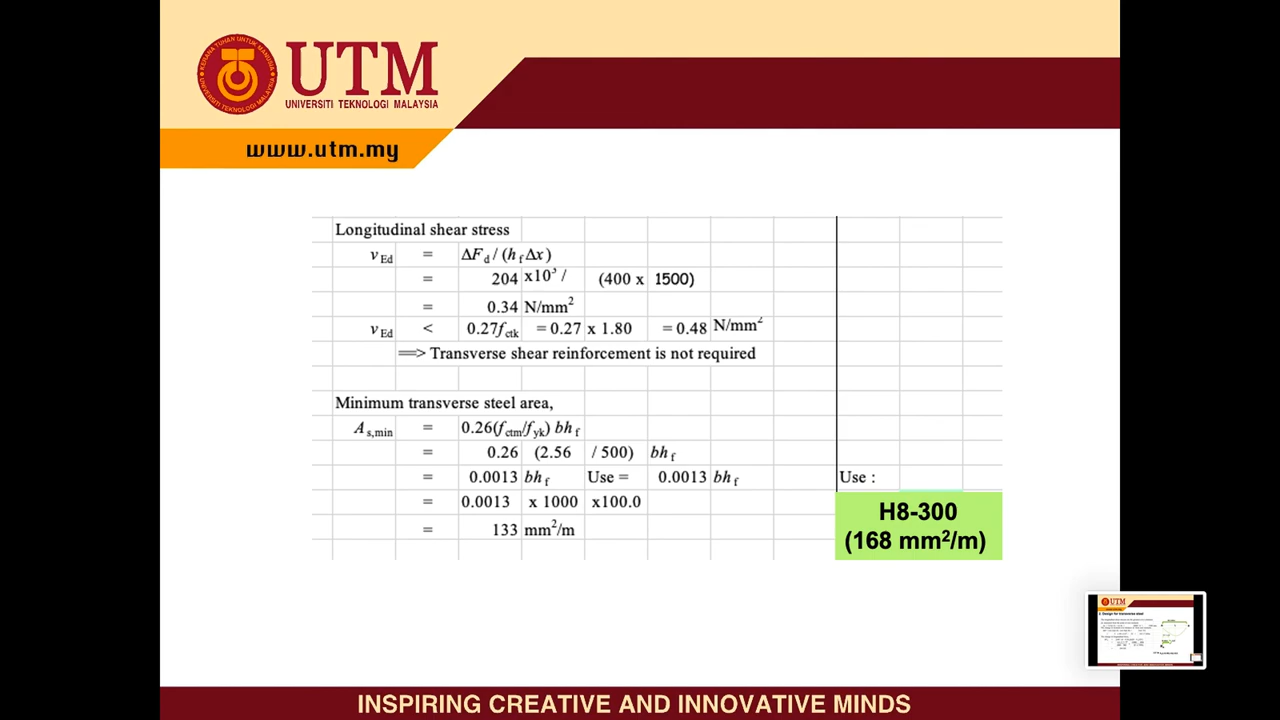 UTM
UNIVERSITI TEKNOLOGI MALAYSIA
www.utm.my
Longitudinal shear stress
vEd = ΔFd / (hfΔx)
= 204 x10³ / (400 x 1500)
= 0.34 N/mm²
vEd < 0.27fctk = 0.27 x 1.80 = 0.48 N/mm²
==> Transverse shear reinforcement is not required
Minimum transverse steel area,
As,min = 0.26(fctm/fyk) bhf
= 0.26 (2.56 / 500) bhf
= 0.0013 bhf Use = 0.0013 bhf Use :
= 0.0013 x 1000 x100.0
= 133 mm²/m
H8-300
(168 mm²/m)
INSPIRING CREATIVE AND INNOVATIVE MINDS